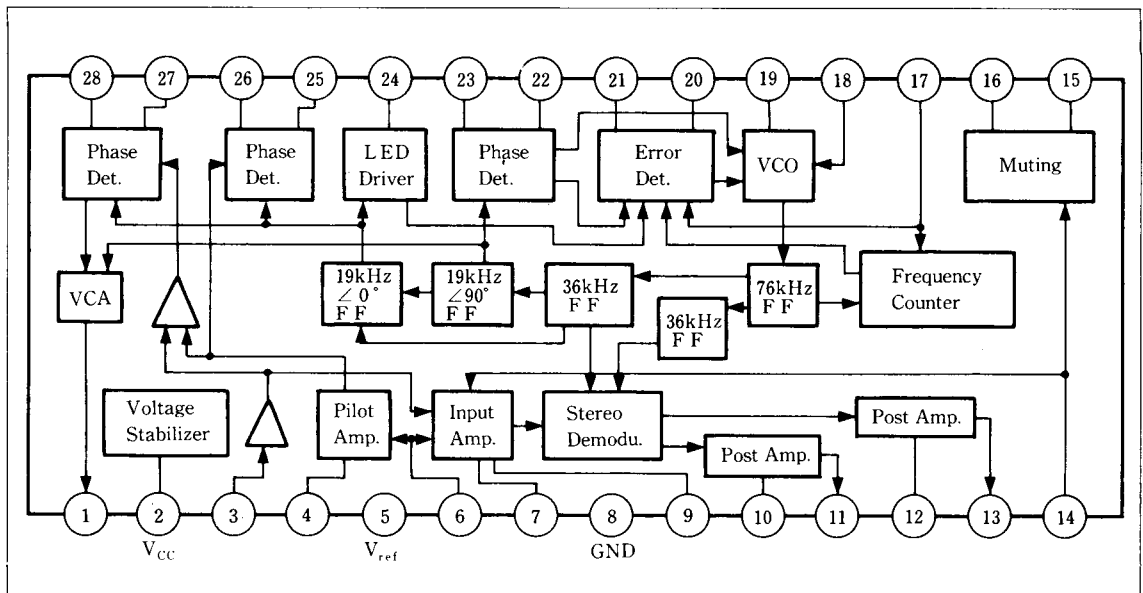 28 27 26 25 24 23 22 21 20 19 18 17 16 15
Phase
Det.
Phase
Det.
LED
Driver
Phase
Det.
Error
Det.
VCO
Muting
VCA
19kHz
∠0°
FF
19kHz
∠90°
FF
36kHz
FF
36kHz
FF
76kHz
FF
Frequency
Counter
Voltage
Stabilizer
Pilot
Amp.
Input
Amp.
Stereo
Demodu.
Post Amp.
Post Amp.
1 2 3 4 5 6 7 8 9 10 11 12 13 14
VCC Vref GND